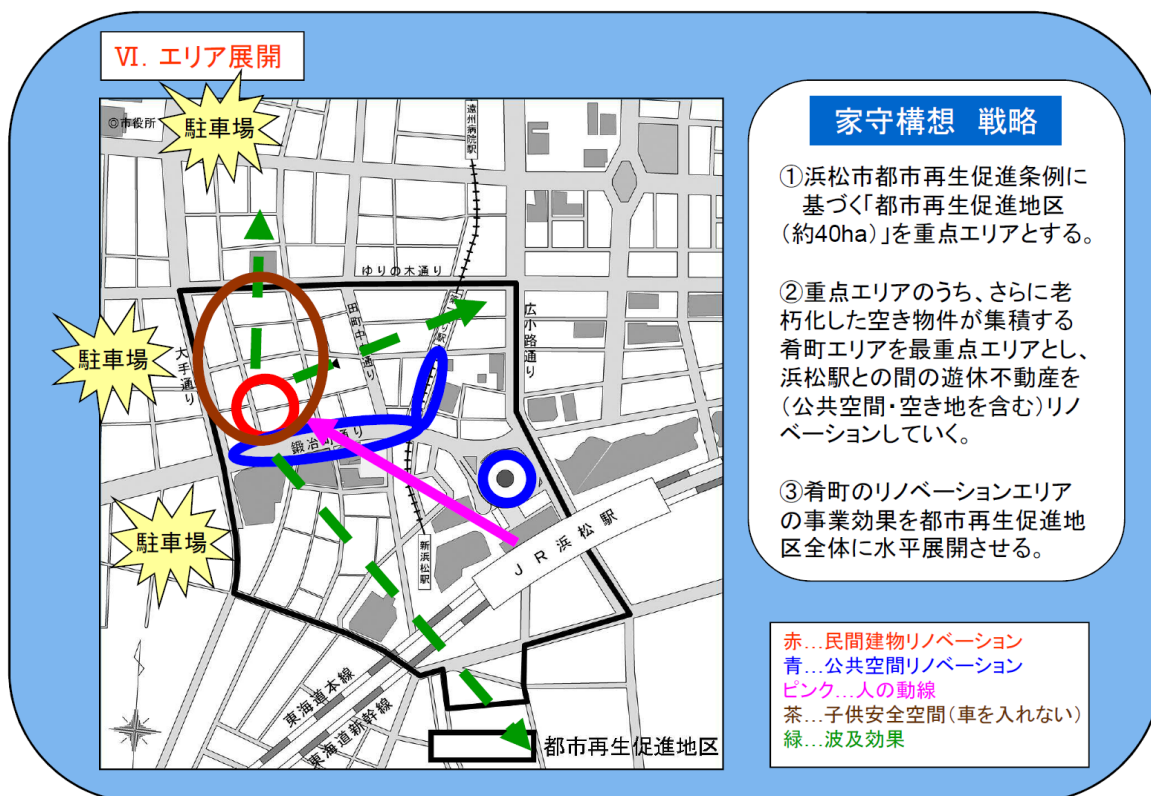 Ⅵ. エリア展開
◎市役所
駐車場
遠州病院駅
ゆりの木通り
駐車場
大手通り
広小路通り
鍛冶町通り
駐車場
新浜松駅
JR浜松駅
東海道本線
東海道新幹線
都市再生促進地区
家守構想 戦略
①浜松市都市再生促進条例に
基づく「都市再生促進地区
(約40ha)」を重点エリアとする。
②重点エリアのうち、さらに老
朽化した空き物件が集積する
肴町エリアを最重点エリアとし、
浜松駅との間の遊休不動産を
(公共空間・空き地を含む)リノ
ベーションしていく。
③肴町のリノベーションエリア
の事業効果を都市再生促進地
区全体に水平展開させる。
赤…民間建物リノベーション
青…公共空間リノベーション
ピンク…人の動線
茶…子供安全空間(車を入れない)
緑…波及効果